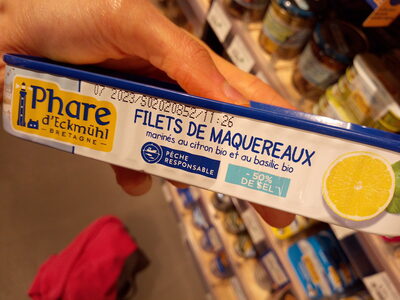 07 2023/S02020852/11:26
Phare
d'Eckmühl
BRETAGNE
FILETS DE MAQUEREAUX
marinés au citron bio et au basilic bio
PÊCHE
RESPONSABLE
-50%
DE SEL